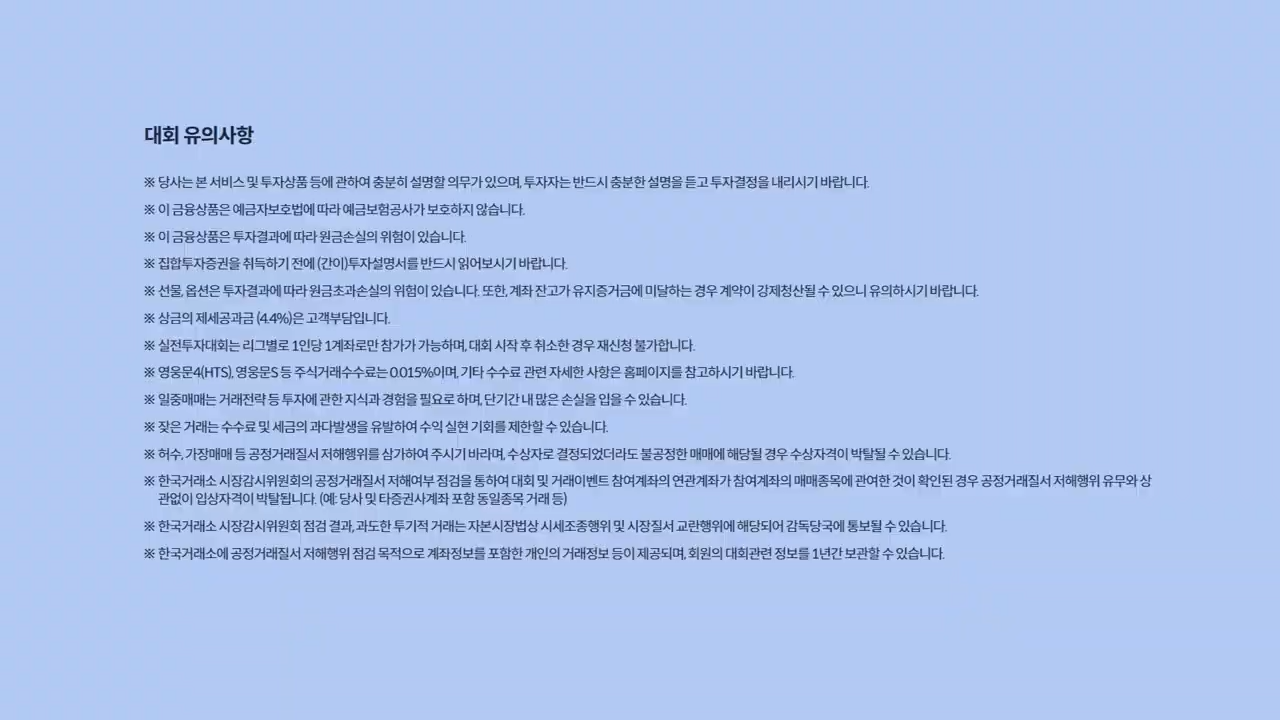 대회 유의사항
※ 당사는 본 서비스 및 투자상품 등에 관하여 충분히 설명할 의무가 있으며, 투자자는 반드시 충분한 설명을 듣고 투자결정을 내리시기 바랍니다.
※ 이 금융상품은 예금자보호법에 따라 예금보험공사가 보호하지 않습니다.
※ 이 금융상품은 투자결과에 따라 원금손실의 위험이 있습니다.
※ 집합투자증권을 취득하기 전에 (간이)투자설명서를 반드시 읽어보시기 바랍니다.
※ 선물, 옵션은 투자결과에 따라 원금초과손실의 위험이 있습니다. 또한, 계좌 잔고가 유지증거금에 미달하는 경우 계약이 강제청산될 수 있으니 유의하시기 바랍니다.
※ 상금의 제세공과금 (4.4%)은 고객부담입니다.
※ 실전투자대회는 리그별로 1인당 1계좌로만 참가가 가능하며, 대회 시작 후 취소한 경우 재신청 불가합니다.
※ 영웅문4(HTS), 영웅문S 등 주식거래수수료는 0.015%이며, 기타 수수료 관련 자세한 사항은 홈페이지를 참고하시기 바랍니다.
※ 일중매매는 거래전략 등 투자에 관한 지식과 경험을 필요로 하며, 단기간 내 많은 손실을 입을 수 있습니다.
※ 잦은 거래는 수수료 및 세금의 과다발생을 유발하여 수익 실현 기회를 제한할 수 있습니다.
※ 허수, 가장매매 등 공정거래질서 저해행위를 삼가하여 주시기 바라며, 수상자로 결정되었더라도 불공정한 매매에 해당될 경우 수상자격이 박탈될 수 있습니다.
※ 한국거래소 시장감시위원회의 공정거래질서 저해여부 점검을 통하여 대회 및 거래이벤트 참여계좌의 연관계좌가 참여계좌의 매매종목에 관여한 것이 확인된 경우 공정거래질서 저해행위 유무와 상
관없이 입상자격이 박탈됩니다. (예: 당사 및 타증권사계좌 포함 동일종목 거래 등)
※ 한국거래소 시장감시위원회 점검 결과, 과도한 투기적 거래는 자본시장법상 시세조종행위 및 시장질서 교란행위에 해당되어 감독당국에 통보될 수 있습니다.
※ 한국거래소에 공정거래질서 저해행위 점검 목적으로 계좌정보를 포함한 개인의 거래정보 등이 제공되며, 회원의 대회관련 정보를 1년간 보관할 수 있습니다.